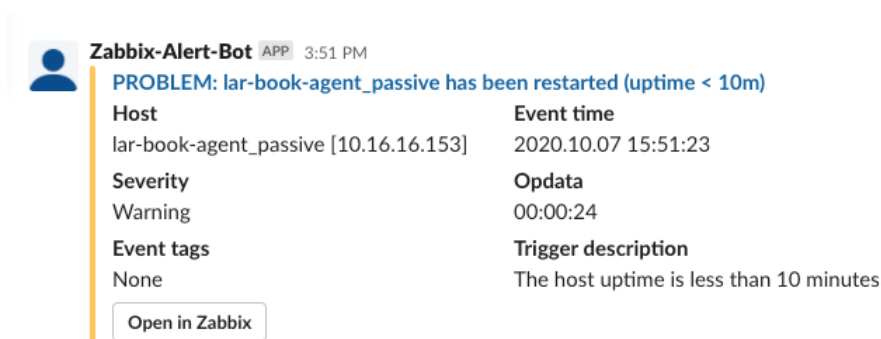 Zabbix-Alert-Bot APP 3:51 PM
PROBLEM: lar-book-agent_passive has been restarted (uptime < 10m)
Host Event time
lar-book-agent_passive [10.16.16.153] 2020.10.07 15:51:23
Severity Opdata
Warning 00:00:24
Event tags Trigger description
None The host uptime is less than 10 minutes
Open in Zabbix